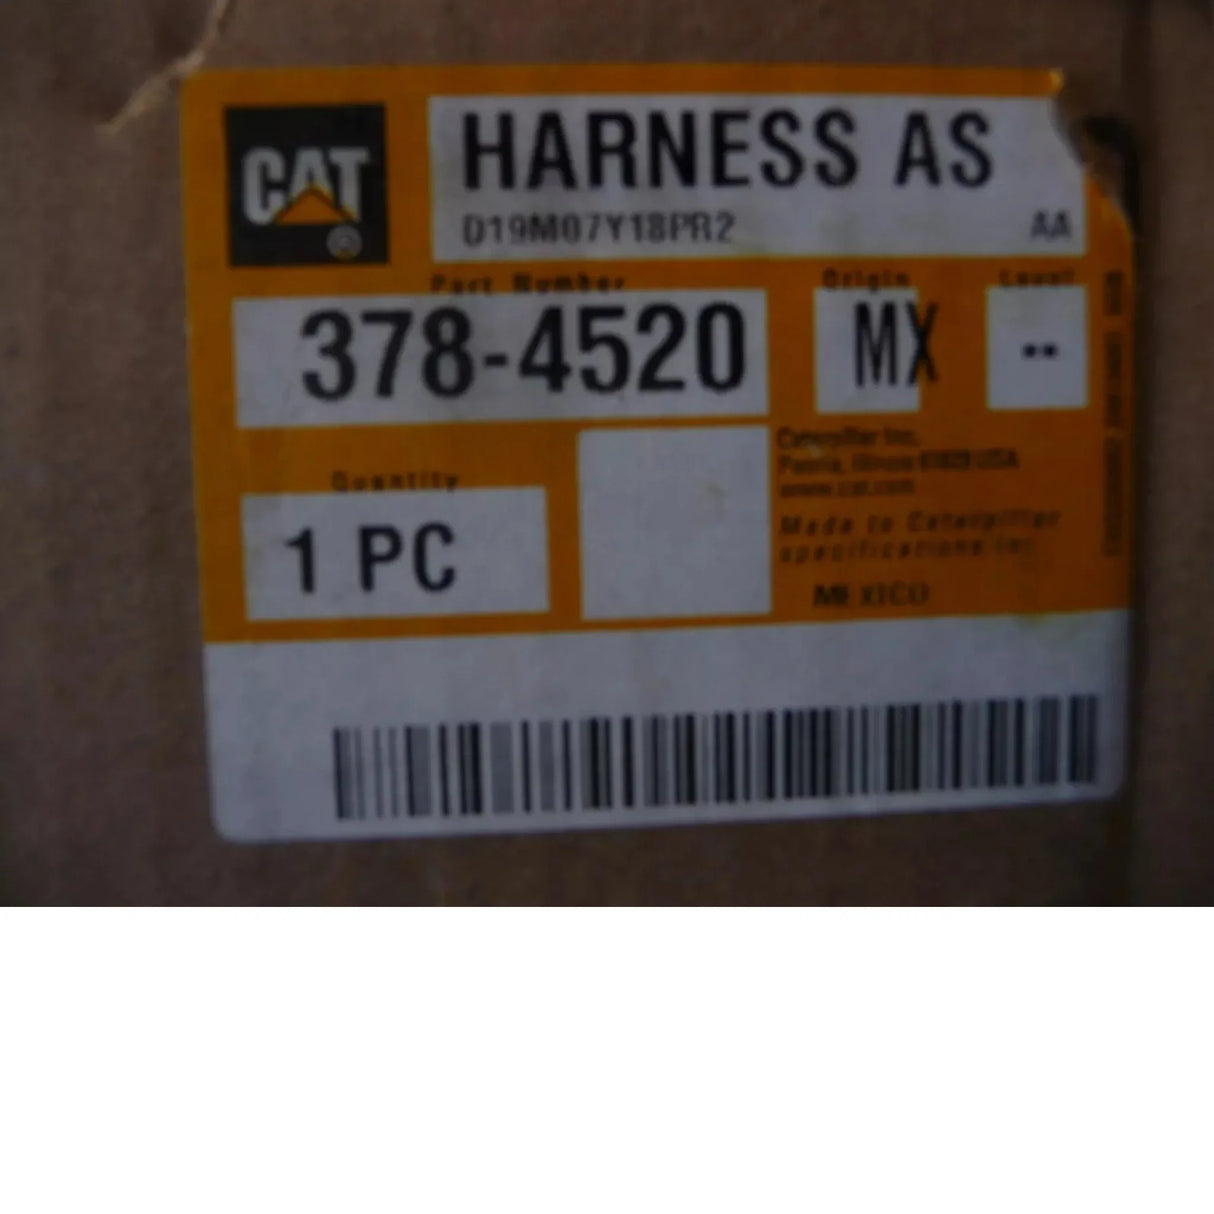 CAT
®
HARNESS AS
D19M07Y18PR2 AA
Part Number Origin Level
378-4520 MX --
Quantity
1 PC
Caterpillar Inc.
Peoria, Illinois 61629 USA
www.cat.com
Made to Caterpillar
specifications in:
MEXICO